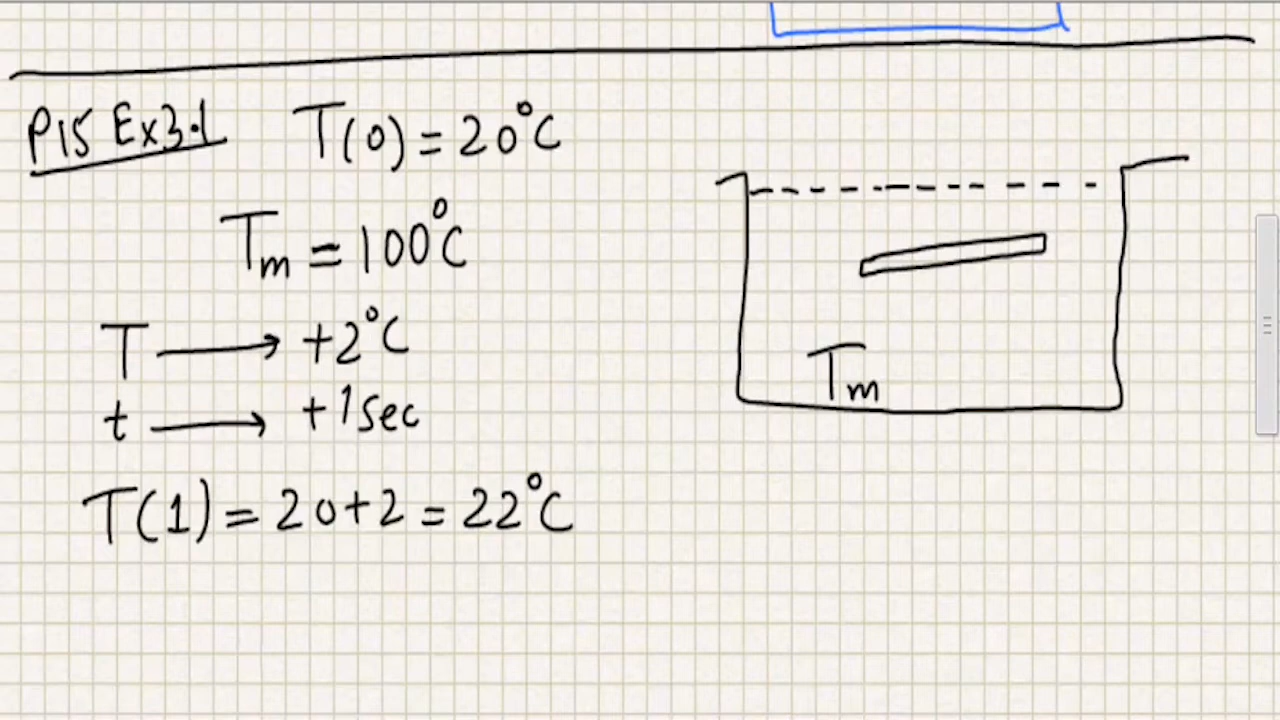 P15 Ex3.1 T(0) = 20°C
Tm = 100°C
T ⟶ +2°C
t ⟶ +1sec
T(1) = 20+2 = 22°C
Tm